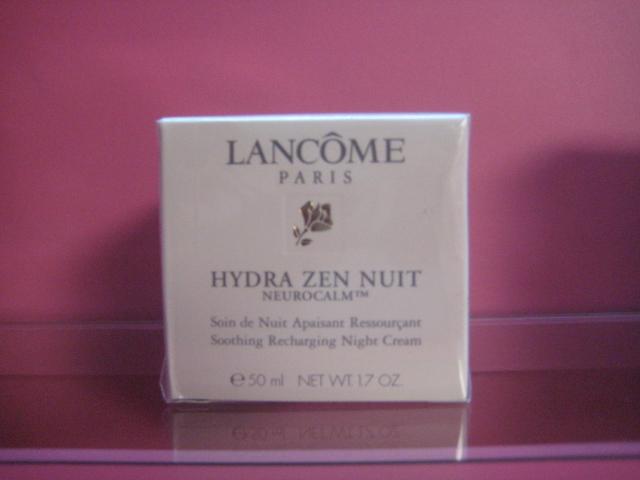 LANCÔME
PARIS
HYDRA ZEN NUIT
NEUROCALM™
Soin de Nuit Apaisant Ressourçant
Soothing Recharging Night Cream
℮ 50 ml NET WT. 1.7 OZ.